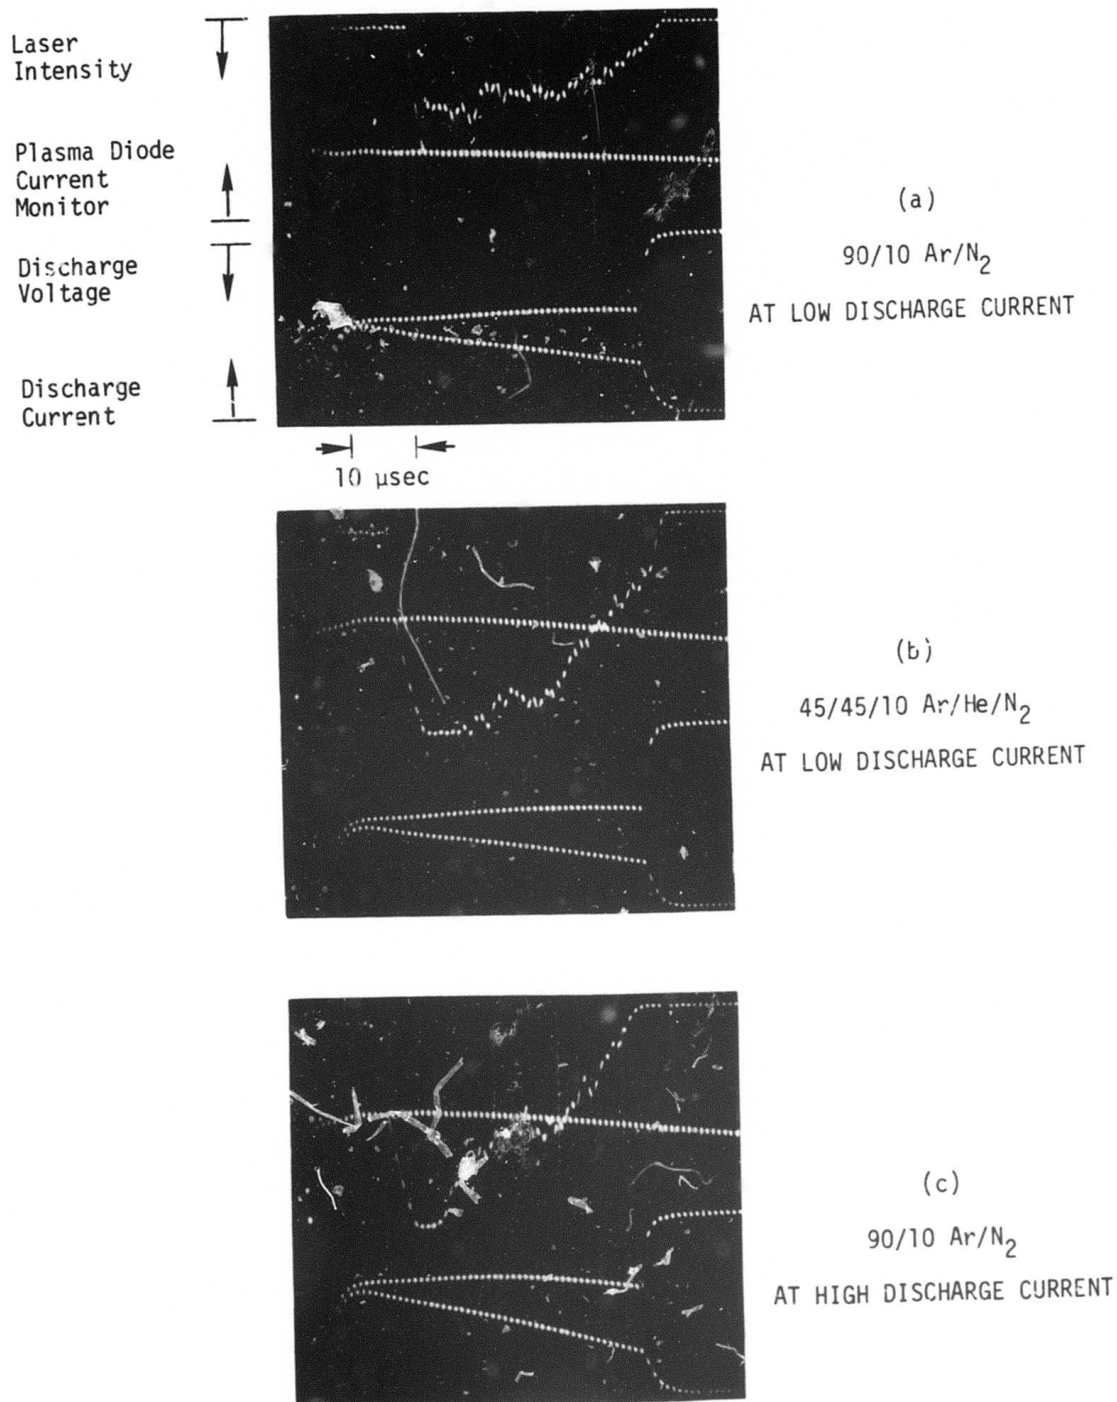 Laser
Intensity
Plasma Diode
Current
Monitor
Discharge
Voltage
Discharge
Current
10 μsec
(a)
90/10 Ar/N2
AT LOW DISCHARGE CURRENT
(b)
45/45/10 Ar/He/N2
AT LOW DISCHARGE CURRENT
(c)
90/10 Ar/N2
AT HIGH DISCHARGE CURRENT